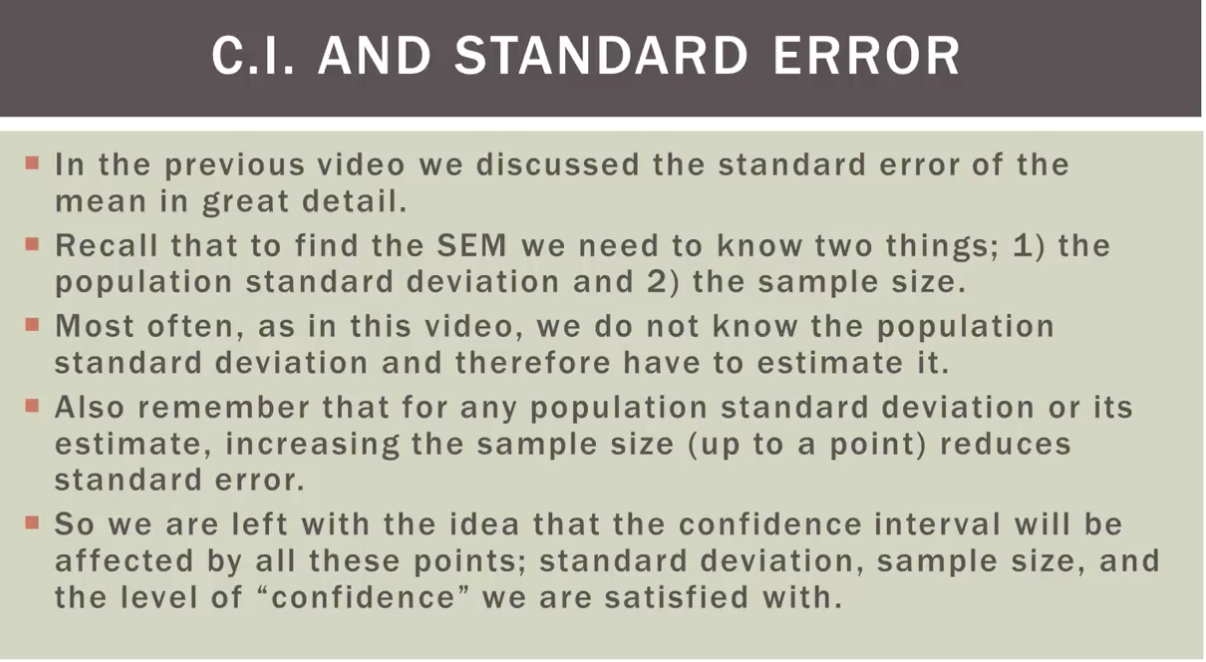 C.I. AND STANDARD ERROR
In the previous video we discussed the standard error of the
mean in great detail.
Recall that to find the SEM we need to know two things; 1) the
population standard deviation and 2) the sample size.
Most often, as in this video, we do not know the population
standard deviation and therefore have to estimate it.
Also remember that for any population standard deviation or its
estimate, increasing the sample size (up to a point) reduces
standard error.
So we are left with the idea that the confidence interval will be
affected by all these points; standard deviation, sample size, and
the level of “confidence” we are satisfied with.